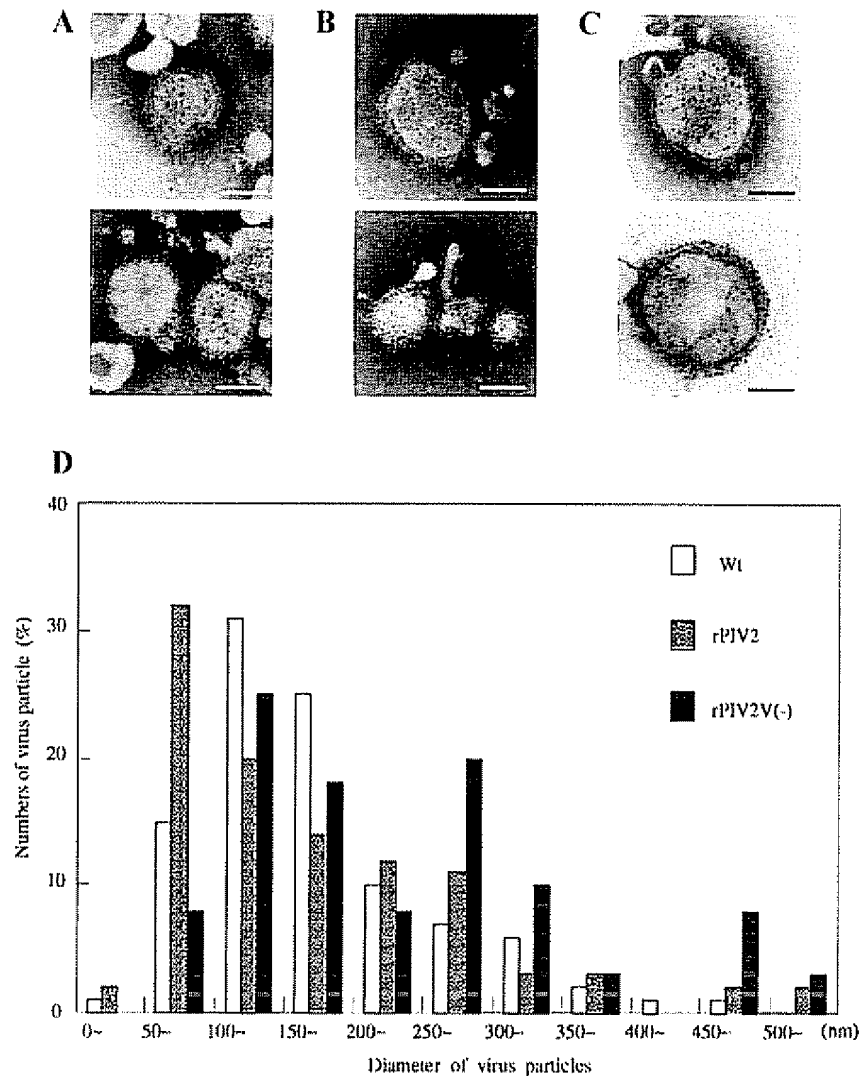 A B C
D
40
30
20
10
0
Numbers of virus particle (%)
Wt
rPIV2
rPIV2V(-)
0~ 50~ 100~ 150~ 200~ 250~ 300~ 350~ 400~ 450~ 500~ (nm)
Diameter of virus particles